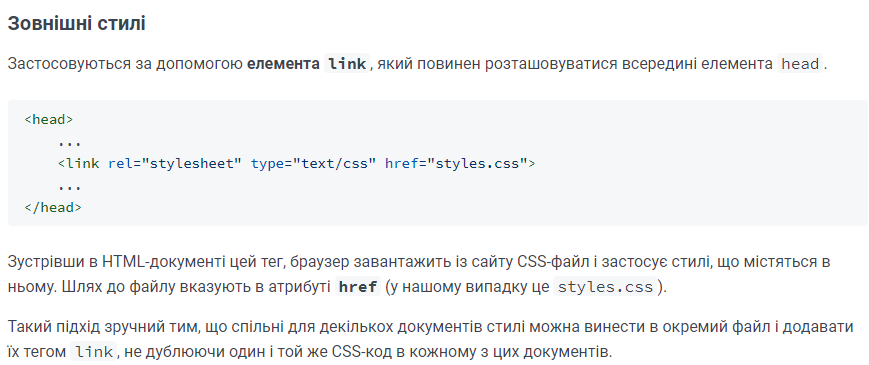 Зовнішні стилі
Застосовуються за допомогою елемента link, який повинен розташовуватися всередині елемента head.
<head>
...
<link rel="stylesheet" type="text/css" href="styles.css">
...
</head>
Зустрівши в HTML-документі цей тег, браузер завантажить із сайту CSS-файл і застосує стилі, що містяться в
ньому. Шлях до файлу вказують в атрибуті href (у нашому випадку це styles.css).
Такий підхід зручний тим, що спільні для декількох документів стилі можна винести в окремий файл і додавати
їх тегом link, не дублюючи один і той же CSS-код в кожному з цих документів.